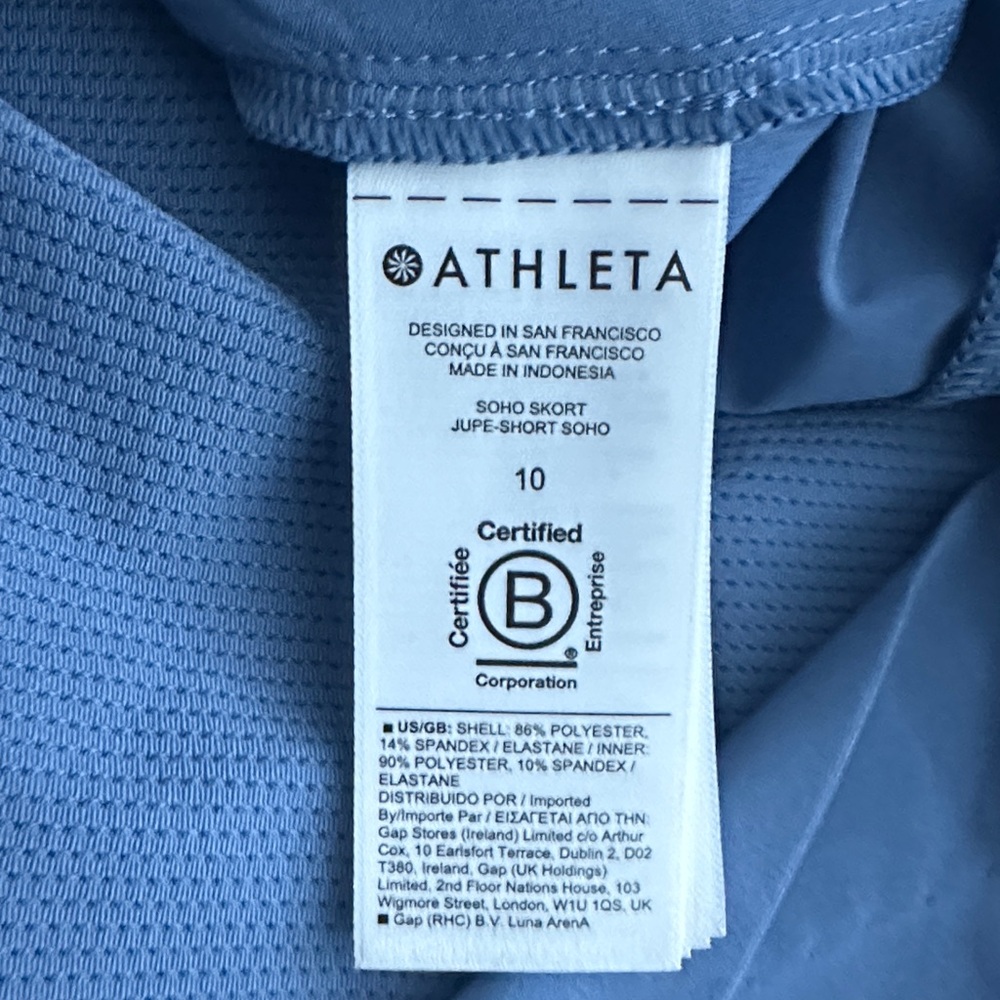 ATHLETA
DESIGNED IN SAN FRANCISCO
CONÇU À SAN FRANCISCO
MADE IN INDONESIA
SOHO SKORT
JUPE-SHORT SOHO
10
Certified
Certifiée
B
Entreprise
®
Corporation
■ US/GB: SHELL: 86% POLYESTER,
14% SPANDEX / ELASTANE / INNER:
90% POLYESTER, 10% SPANDEX /
ELASTANE
DISTRIBUIDO POR / Imported
By/Importe Par / ΕΙΣΑΓΕΤΑΙ ΑΠΟ ΤΗΝ:
Gap Stores (Ireland) Limited c/o Arthur
Cox, 10 Earlsfort Terrace, Dublin 2, D02
T380, Ireland, Gap (UK Holdings)
Limited, 2nd Floor Nations House, 103
Wigmore Street, London, W1U 1QS, UK
■ Gap (RHC) B.V. Luna ArenA